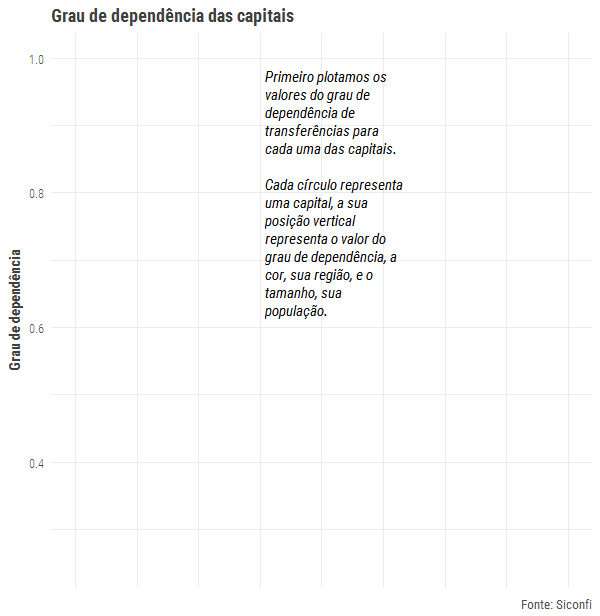 Grau de dependência das capitais
1.0
Primeiro plotamos os
valores do grau de
dependência de
transferências para
cada uma das capitais.
Cada círculo representa
uma capital, a sua
posição vertical
representa o valor do
grau de dependência, a
cor, sua região, e o
tamanho, sua
população.
0.8
Grau de dependência
0.6
0.4
Fonte: Siconfi